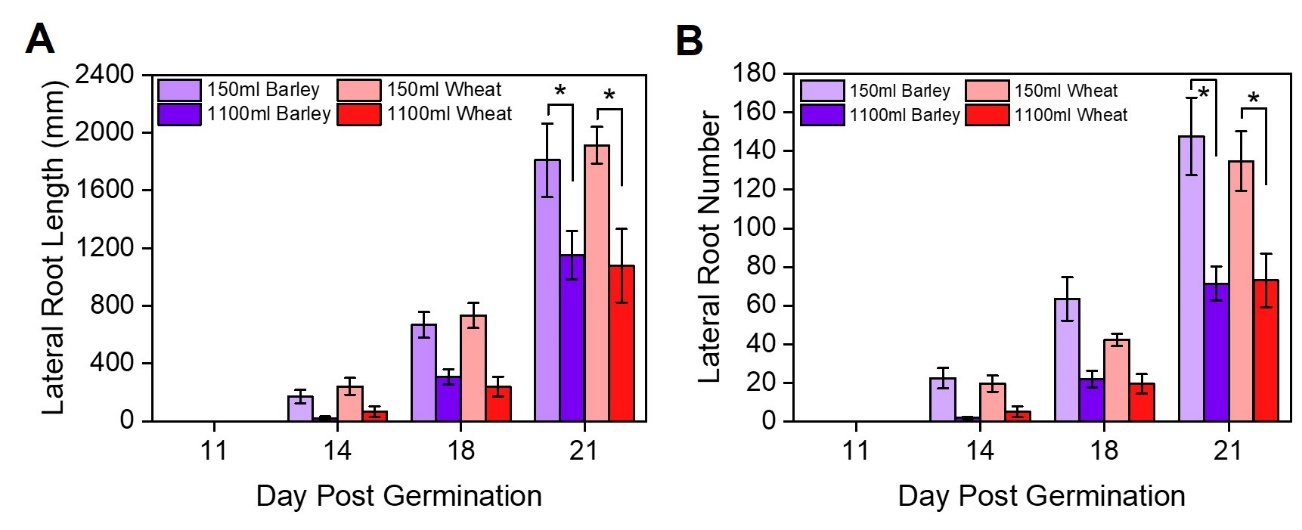 A
Lateral Root Length (mm)
2400
2000
1600
1200
800
400
0
150ml Barley 150ml Wheat
1100ml Barley 1100ml Wheat
*
*
11 14 18 21
Day Post Germination
B
Lateral Root Number
180
160
140
120
100
80
60
40
20
0
150ml Barley 150ml Wheat
1100ml Barley 1100ml Wheat
*
*
11 14 18 21
Day Post Germination